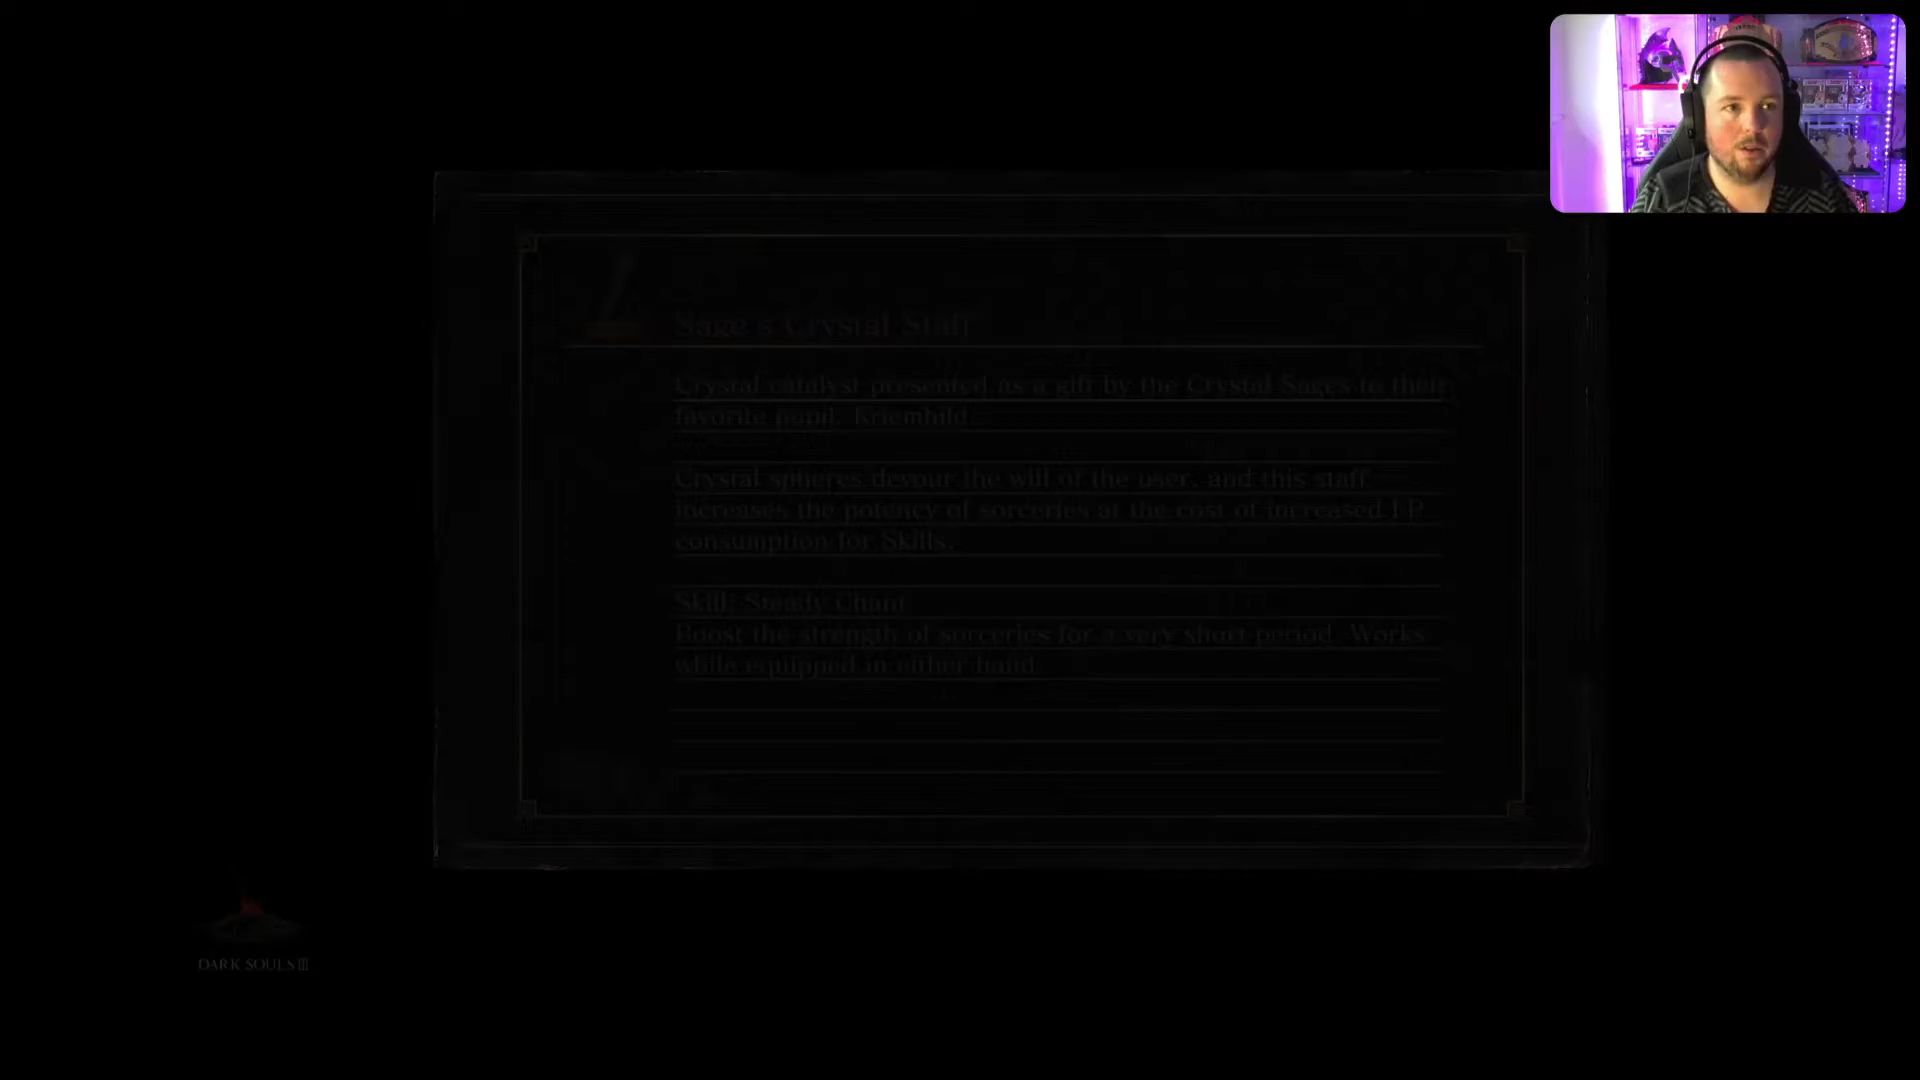 Sage's Crystal Staff
Crystal catalyst presented as a gift by the Crystal Sages to their
favorite pupil, Kriemhild.
Crystal spheres devour the will of the user, and this staff
increases the potency of sorceries at the cost of increased FP
consumption for Skills.
Skill: Steady Chant
Boost the strength of sorceries for a very short period. Works
while equipped in either hand.
DARK SOULS III